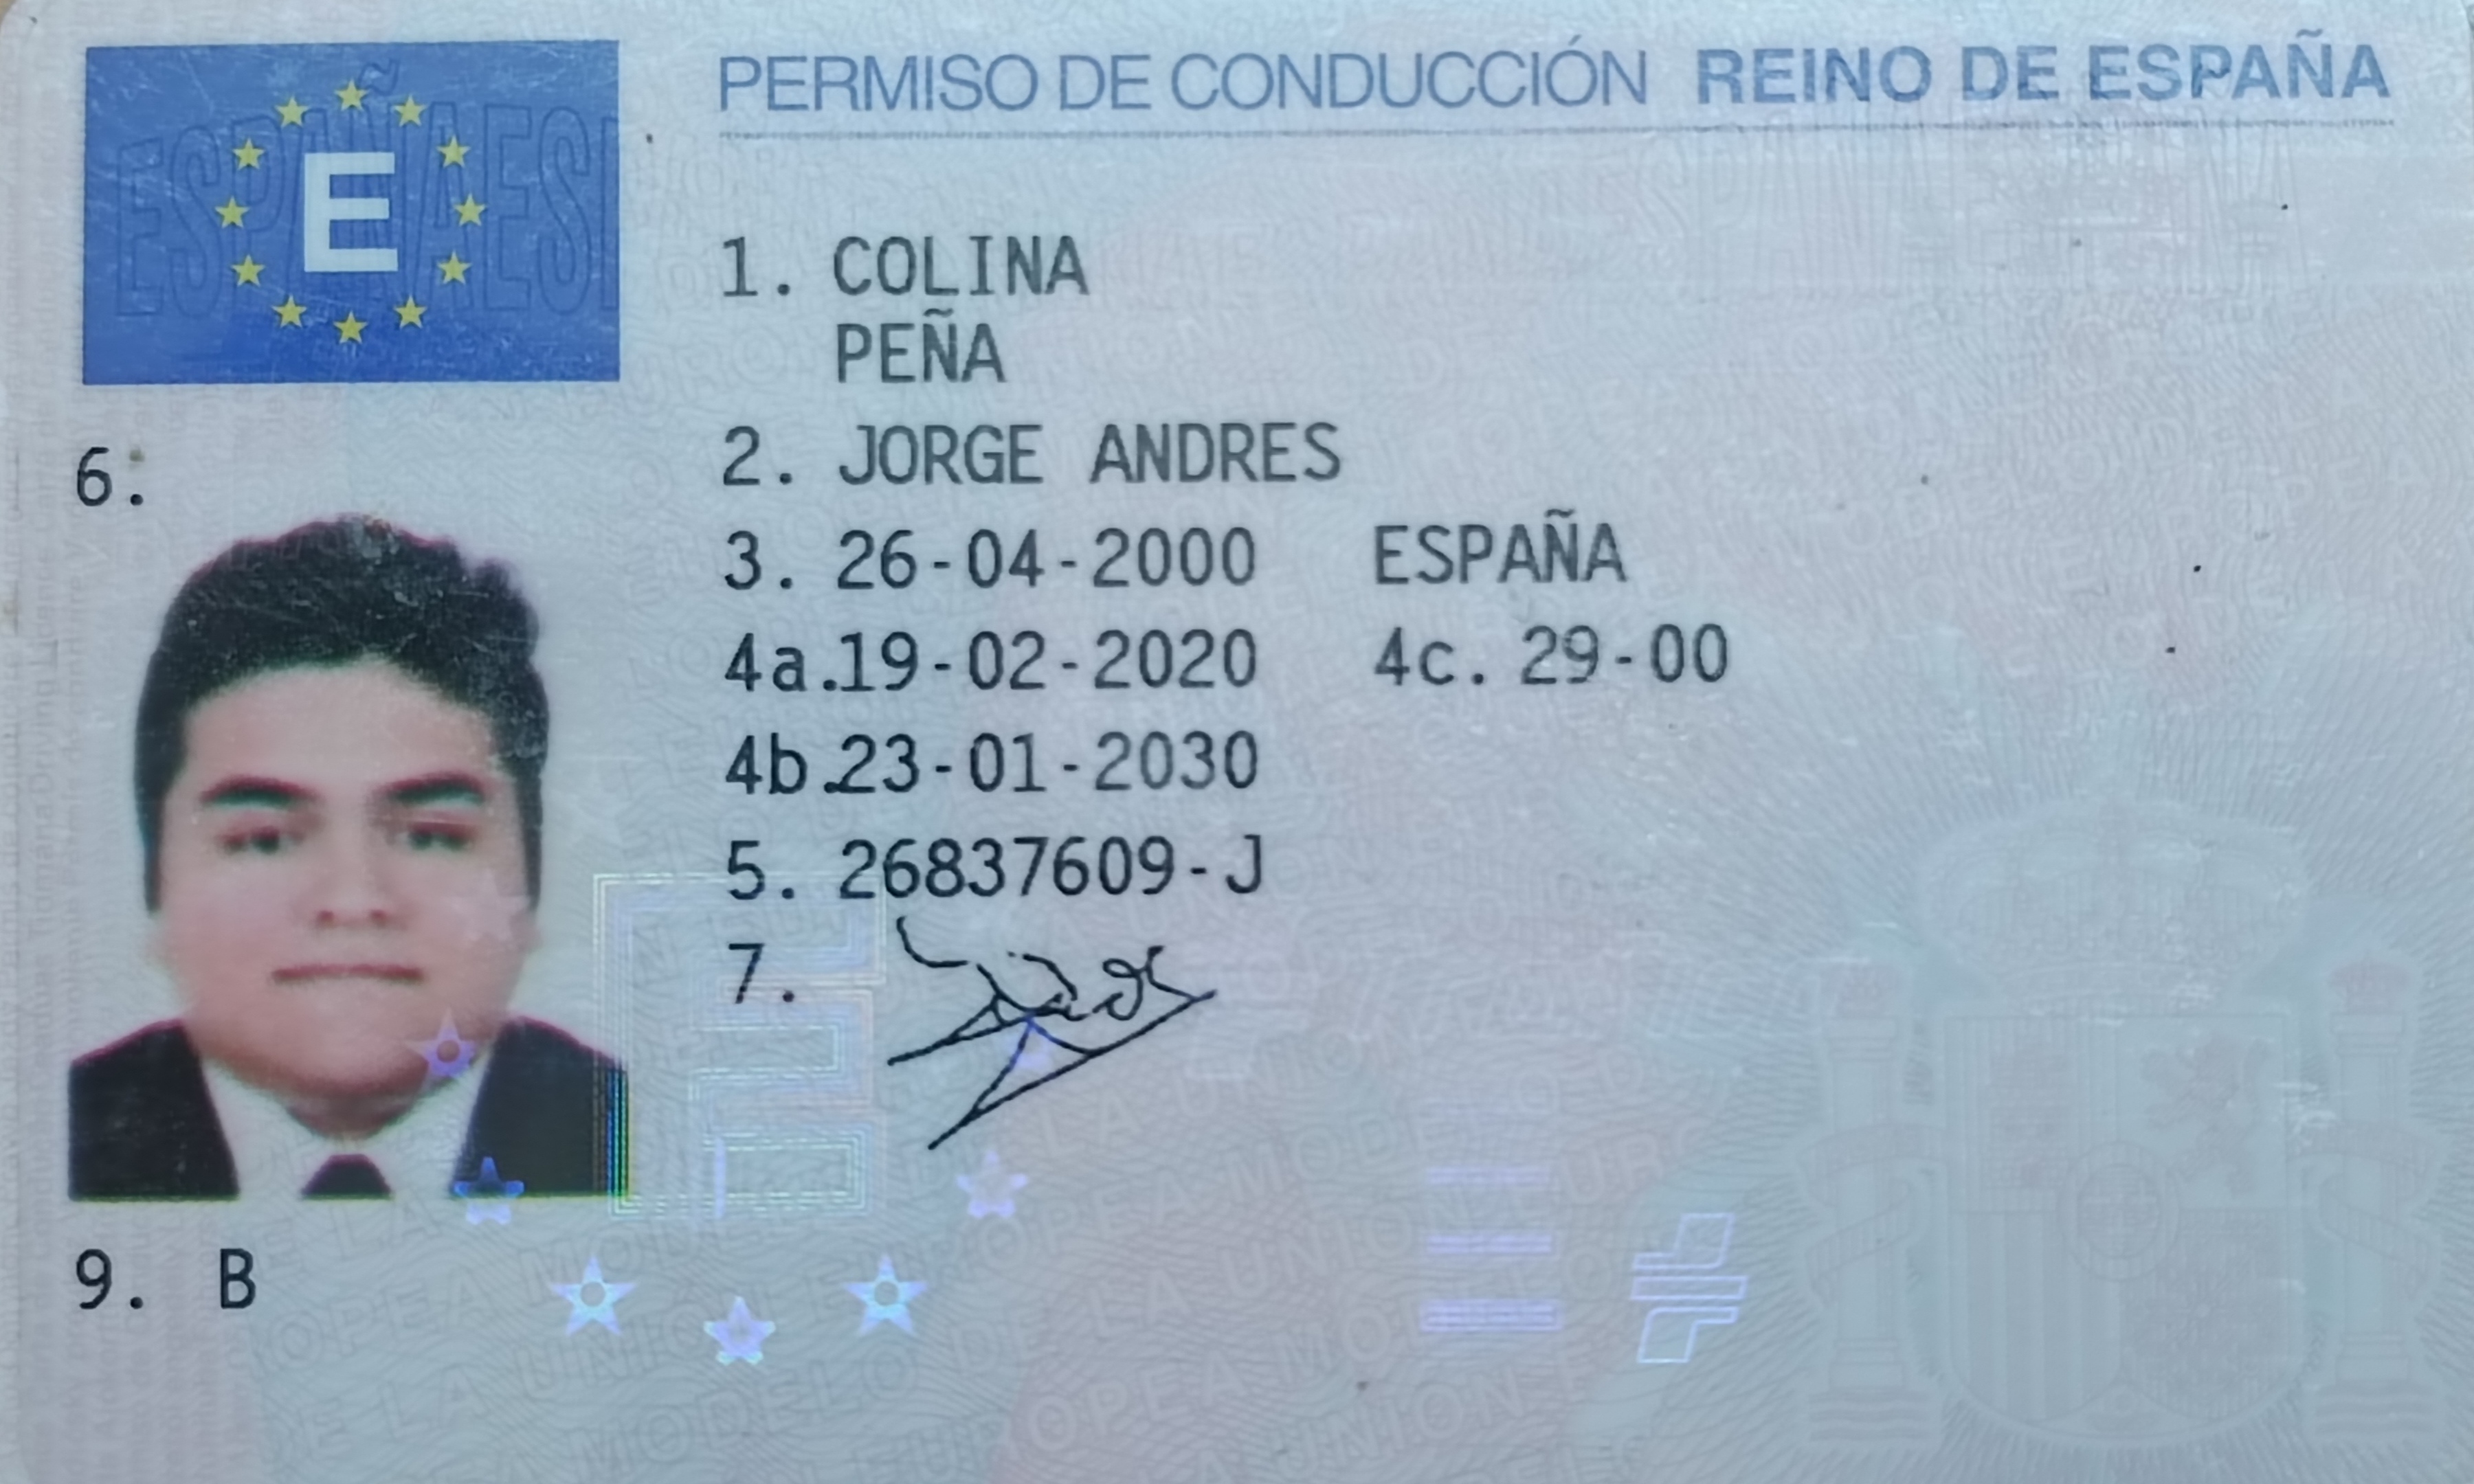 PERMISO DE CONDUCCIÓN REINO DE ESPAÑA
E
1. COLINA
PEÑA
2. JORGE ANDRES
3. 26-04-2000 ESPAÑA
4a.19-02-2020 4c. 29-00
4b.23-01-2030
5. 26837609-J
6.
7.
9. B